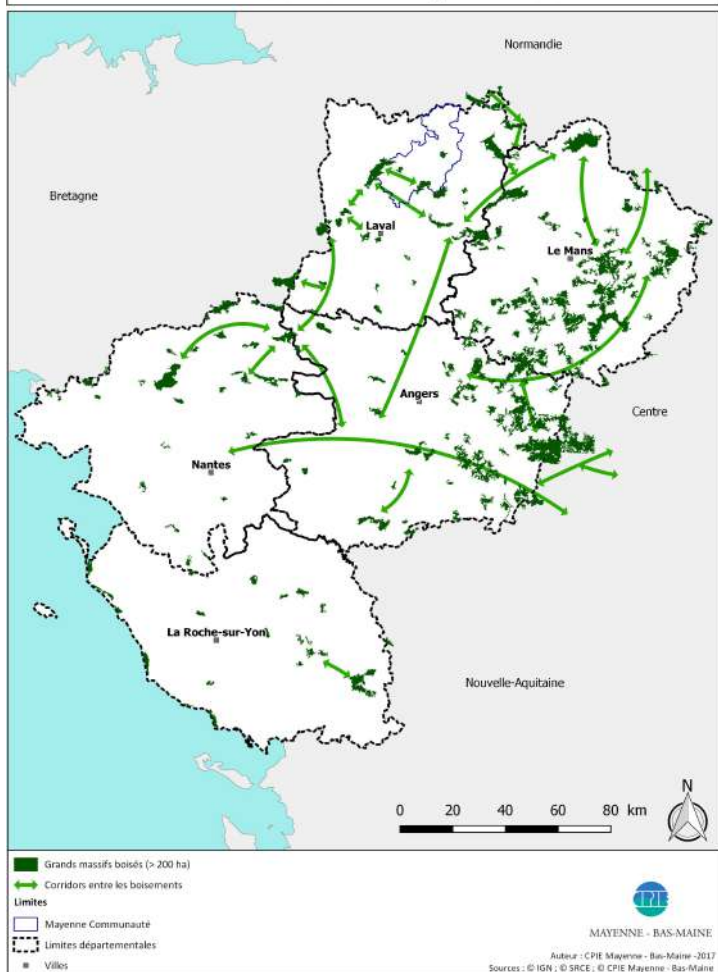 Normandie
Bretagne
Laval
Le Mans
Angers
Centre
Nantes
La Roche-sur-Yon
Nouvelle-Aquitaine
N
0 20 40 60 80 km
Grands massifs boisés (> 200 ha)
Corridors entre les boisements
Limites
Mayenne Communauté
Limites départementales
Villes
CPIE
MAYENNE - BAS-MAINE
Auteur : CPIE Mayenne - Bas-Maine -2017
Sources : © IGN ; © SRCE ; © CPIE Mayenne - Bas-Maine